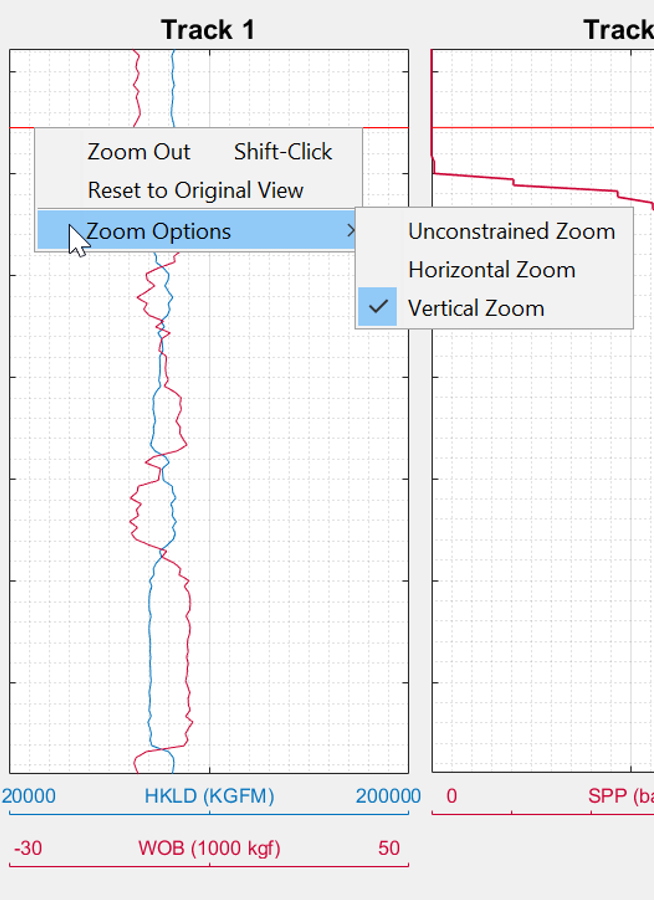 Track 1
Track
Zoom Out Shift-Click
Reset to Original View
Zoom Options
Unconstrained Zoom
Horizontal Zoom
Vertical Zoom
20000 HKLD (KGFM) 200000
0 SPP (ba
-30 WOB (1000 kgf) 50